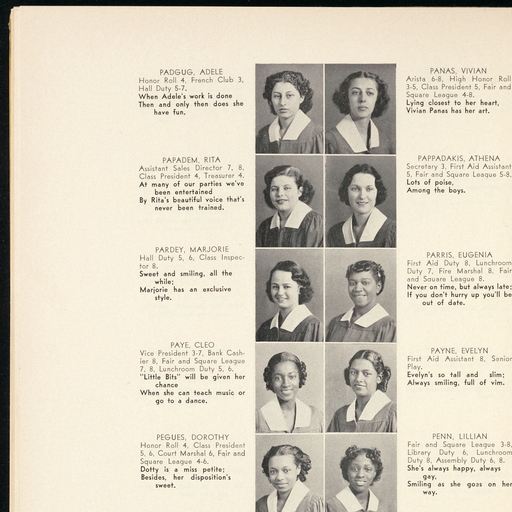 PADGUG, ADELE
Honor Roll 4, French Club 3,
Hall Duty 5-7.
When Adele's work is done
Then and only then does she
have fun.
PANAS, VIVIAN
Arista 6-8, High Honor Roll
3-5, Class President 5, Fair and
Square League 4-8.
Lying closest to her heart,
Vivian Panas has her art.
PAPADEM, RITA
Assistant Sales Director 7, 8,
Class President 4, Treasurer 4.
At many of our parties we've
been entertained
By Rita's beautiful voice that's
never been trained.
PAPPADAKIS, ATHENA
Secretary 3, First Aid Assistant
5, Fair and Square League 5-8.
Lots of poise,
Among the boys.
PARDEY, MARJORIE
Hall Duty 5, 6, Class Inspec-
tor 8.
Sweet and smiling, all the
while;
Marjorie has an exclusive
style.
PARRIS, EUGENIA
First Aid Duty 8, Lunchroom
Duty 7, Fire Marshal 8, Fair
and Square League 8.
Never on time, but always late;
If you don't hurry up you'll be
out of date.
PAYE, CLEO
Vice President 3-7, Bank Cash-
ier 8, Fair and Square League
7, 8, Lunchroom Duty 5, 6.
"Little Bits" will be given her
chance
When she can teach music or
go to a dance.
PAYNE, EVELYN
First Aid Assistant 8, Senior
Play.
Evelyn's so tall and slim;
Always smiling, full of vim.
PEGUES, DOROTHY
Honor Roll 4, Class President
5, 6, Court Marshal 6, Fair and
Square League 4-6.
Dotty is a miss petite;
Besides, her disposition's
sweet.
PENN, LILLIAN
Fair and Square League 3-8,
Library Duty 6, Lunchroom
Duty 8, Assembly Duty 6, 8.
She's always happy, always
gay,
Smiling as she goes on her
way.